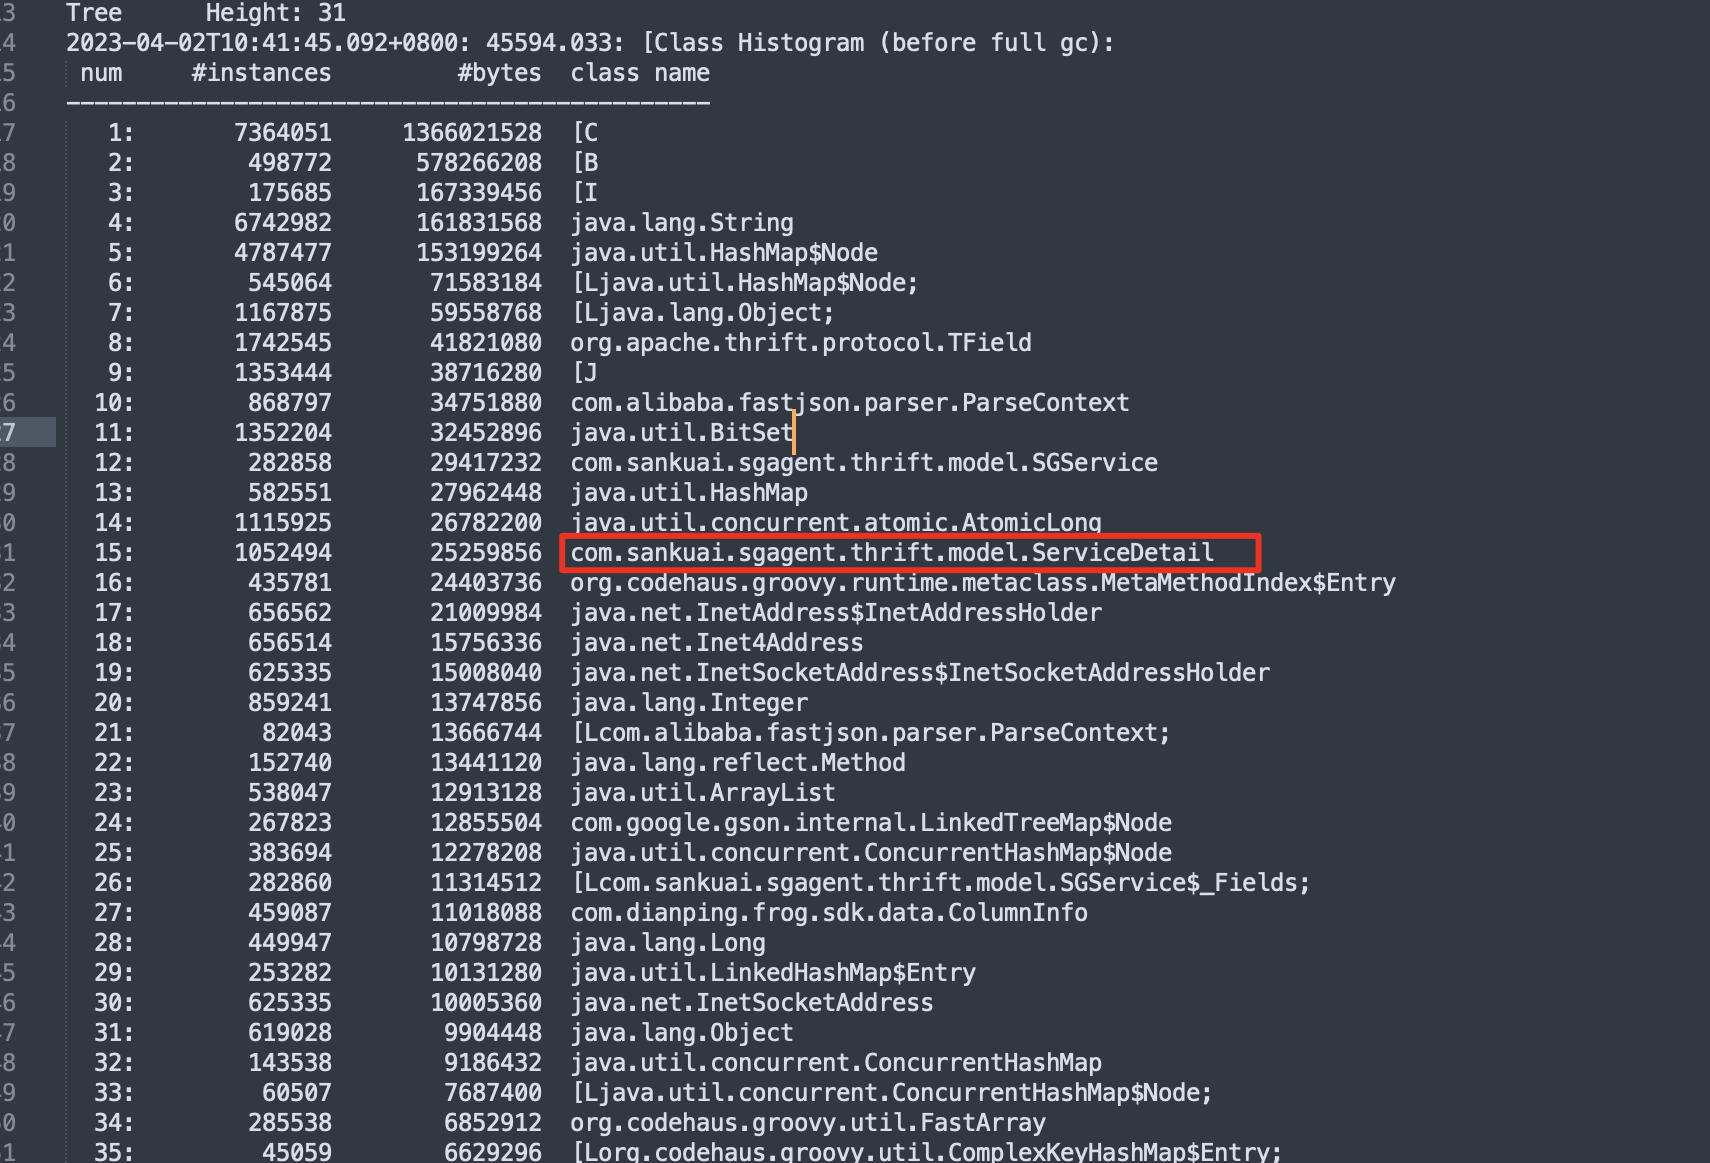 3 Tree      Height: 31
4 2023-04-02T10:41:45.092+0800: 45594.033: [Class Histogram (before full gc):
5 num     #instances         #bytes  class name
6 ----------------------------------------------
7 1:       7364051     1366021528  [C
8 2:        498772      578266208  [B
9 3:        175685      167339456  [I
0 4:       6742982      161831568  java.lang.String
1 5:       4787477      153199264  java.util.HashMap$Node
2 6:        545064       71583184  [Ljava.util.HashMap$Node;
3 7:       1167875       59558768  [Ljava.lang.Object;
4 8:       1742545       41821080  org.apache.thrift.protocol.TField
5 9:       1353444       38716280  [J
6 10:        868797       34751880  com.alibaba.fastjson.parser.ParseContext
7 11:       1352204       32452896  java.util.BitSet
8 12:        282858       29417232  com.sankuai.sgagent.thrift.model.SGService
9 13:        582551       27962448  java.util.HashMap
0 14:       1115925       26782200  java.util.concurrent.atomic.AtomicLong
1 15:       1052494       25259856  com.sankuai.sgagent.thrift.model.ServiceDetail
2 16:        435781       24403736  org.codehaus.groovy.runtime.metaclass.MetaMethodIndex$Entry
3 17:        656562       21009984  java.net.InetAddress$InetAddressHolder
4 18:        656514       15756336  java.net.Inet4Address
5 19:        625335       15008040  java.net.InetSocketAddress$InetSocketAddressHolder
6 20:        859241       13747856  java.lang.Integer
7 21:         82043       13666744  [Lcom.alibaba.fastjson.parser.ParseContext;
8 22:        152740       13441120  java.lang.reflect.Method
9 23:        538047       12913128  java.util.ArrayList
0 24:        267823       12855504  com.google.gson.internal.LinkedTreeMap$Node
1 25:        383694       12278208  java.util.concurrent.ConcurrentHashMap$Node
2 26:        282860       11314512  [Lcom.sankuai.sgagent.thrift.model.SGService$_Fields;
3 27:        459087       11018088  com.dianping.frog.sdk.data.ColumnInfo
4 28:        449947       10798728  java.lang.Long
5 29:        253282       10131280  java.util.LinkedHashMap$Entry
6 30:        625335       10005360  java.net.InetSocketAddress
7 31:        619028        9904448  java.lang.Object
8 32:        143538        9186432  java.util.concurrent.ConcurrentHashMap
9 33:         60507        7687400  [Ljava.util.concurrent.ConcurrentHashMap$Node;
0 34:        285538        6852912  org.codehaus.groovy.util.FastArray
1 35:         45059        6629296  [Lorg.codehaus.groovy.util.ComplexKeyHashMap$Entry;